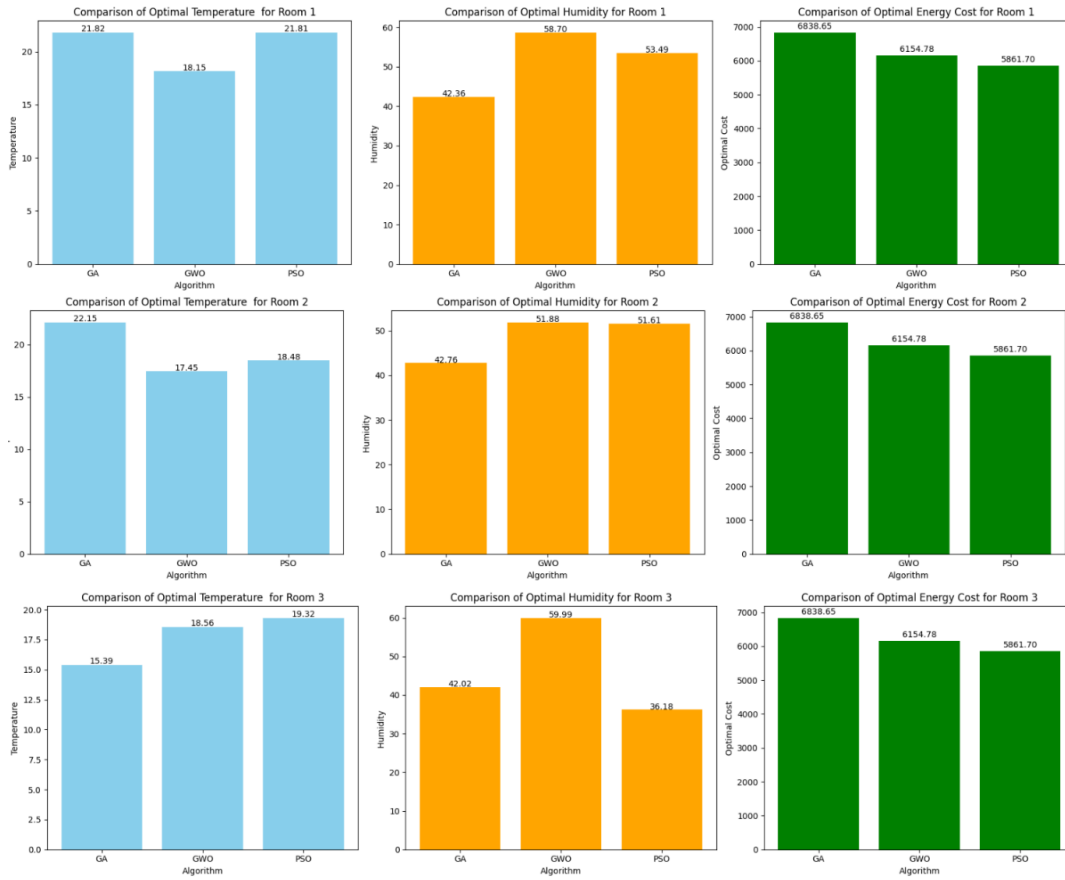 Comparison of Optimal Temperature  for Room 1
21.82
18.15
21.81
20
15
10
5
0
Temperature
GA
GWO
PSO
Algorithm
Comparison of Optimal Humidity for Room 1
42.36
58.70
53.49
60
50
40
30
20
10
0
Humidity
GA
GWO
PSO
Algorithm
Comparison of Optimal Energy Cost for Room 1
6838.65
6154.78
5861.70
7000
6000
5000
4000
3000
2000
1000
0
Optimal Cost
GA
GWO
PSO
Algorithm
Comparison of Optimal Temperature  for Room 2
22.15
17.45
18.48
20
15
10
5
0
GA
GWO
PSO
Algorithm
Comparison of Optimal Humidity for Room 2
42.76
51.88
51.61
50
40
30
20
10
0
Humidity
GA
GWO
PSO
Algorithm
Comparison of Optimal Energy Cost for Room 2
6838.65
6154.78
5861.70
7000
6000
5000
4000
3000
2000
1000
0
Optimal Cost
GA
GWO
PSO
Algorithm
Comparison of Optimal Temperature  for Room 3
15.39
18.56
19.32
20.0
17.5
15.0
12.5
10.0
7.5
5.0
2.5
0.0
Temperature
GA
GWO
PSO
Algorithm
Comparison of Optimal Humidity for Room 3
42.02
59.99
36.18
60
50
40
30
20
10
0
Humidity
GA
GWO
PSO
Algorithm
Comparison of Optimal Energy Cost for Room 3
6838.65
6154.78
5861.70
7000
6000
5000
4000
3000
2000
1000
0
Optimal Cost
GA
GWO
PSO
Algorithm